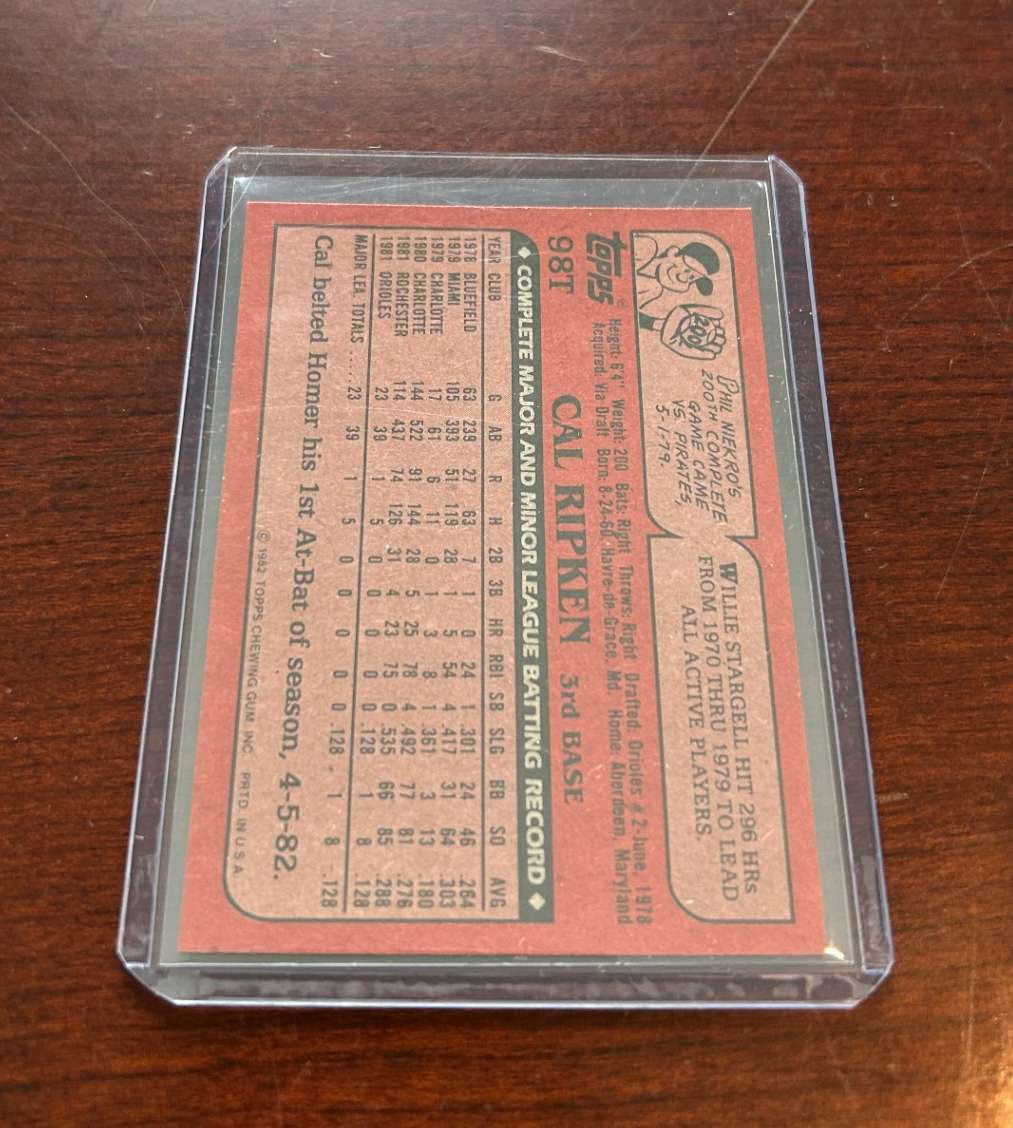 PHIL NIEKRO'S
200TH COMPLETE
GAME CAME
VS. PIRATES,
5-1-79.
200
WILLIE STARGELL HIT 296 HRs
FROM 1970 THRU 1979 TO LEAD
ALL ACTIVE PLAYERS.
TOPPS®
Height: 6'4" Weight: 200 Bats: Right Throws: Right Drafted: Orioles #2-June, 1978
Acquired: Via Draft Born: 8-24-60, Havre de Grace, Md. Home: Aberdeen, Maryland
98T CAL RIPKEN 3rd BASE
♦ COMPLETE MAJOR AND MINOR LEAGUE BATTING RECORD ♦
YEAR CLUB G AB R H 2B 3B HR RBI SB SLG BB SO AVG
1978 BLUEFIELD 63 239 27 63 7 1 0 24 1 .301 24 46 .264
1979 MIAMI 105 393 51 119 28 1 5 54 4 .417 31 64 .303
1979 CHARLOTTE 17 61 6 11 0 1 3 8 1 .361 3 13 .180
1980 CHARLOTTE 144 522 91 144 28 5 25 78 4 .492 77 81 .276
1981 ROCHESTER 114 437 74 126 31 4 23 75 0 .535 66 85 .288
1981 ORIOLES 23 39 1 5 0 0 0 0 0 .128 1 8 .128
MAJOR LEA. TOTALS ..... 23 39 1 5 0 0 0 0 0 .128 1 8 .128
Cal belted Homer his 1st At-Bat of season, 4-5-82.
© 1982 TOPPS CHEWING GUM, INC. PRTD. IN U.S.A.